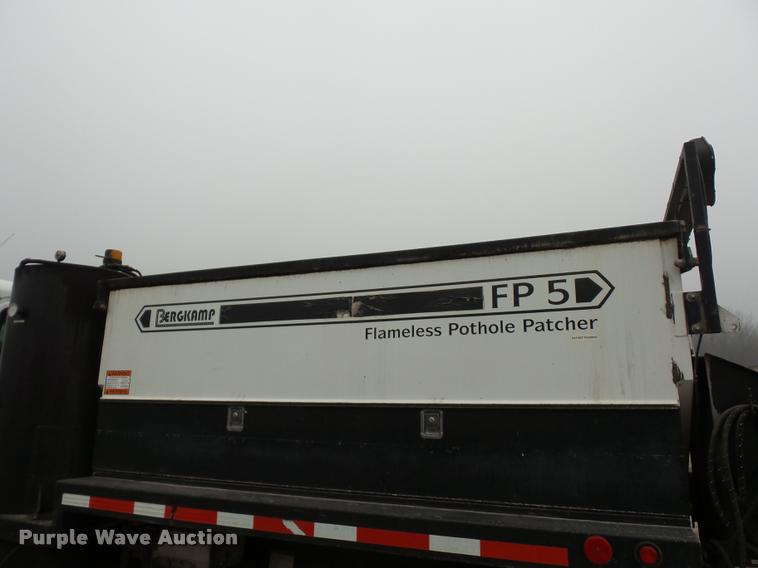 BERGKAMP FP 5
Flameless Pothole Patcher
Purple Wave Auction